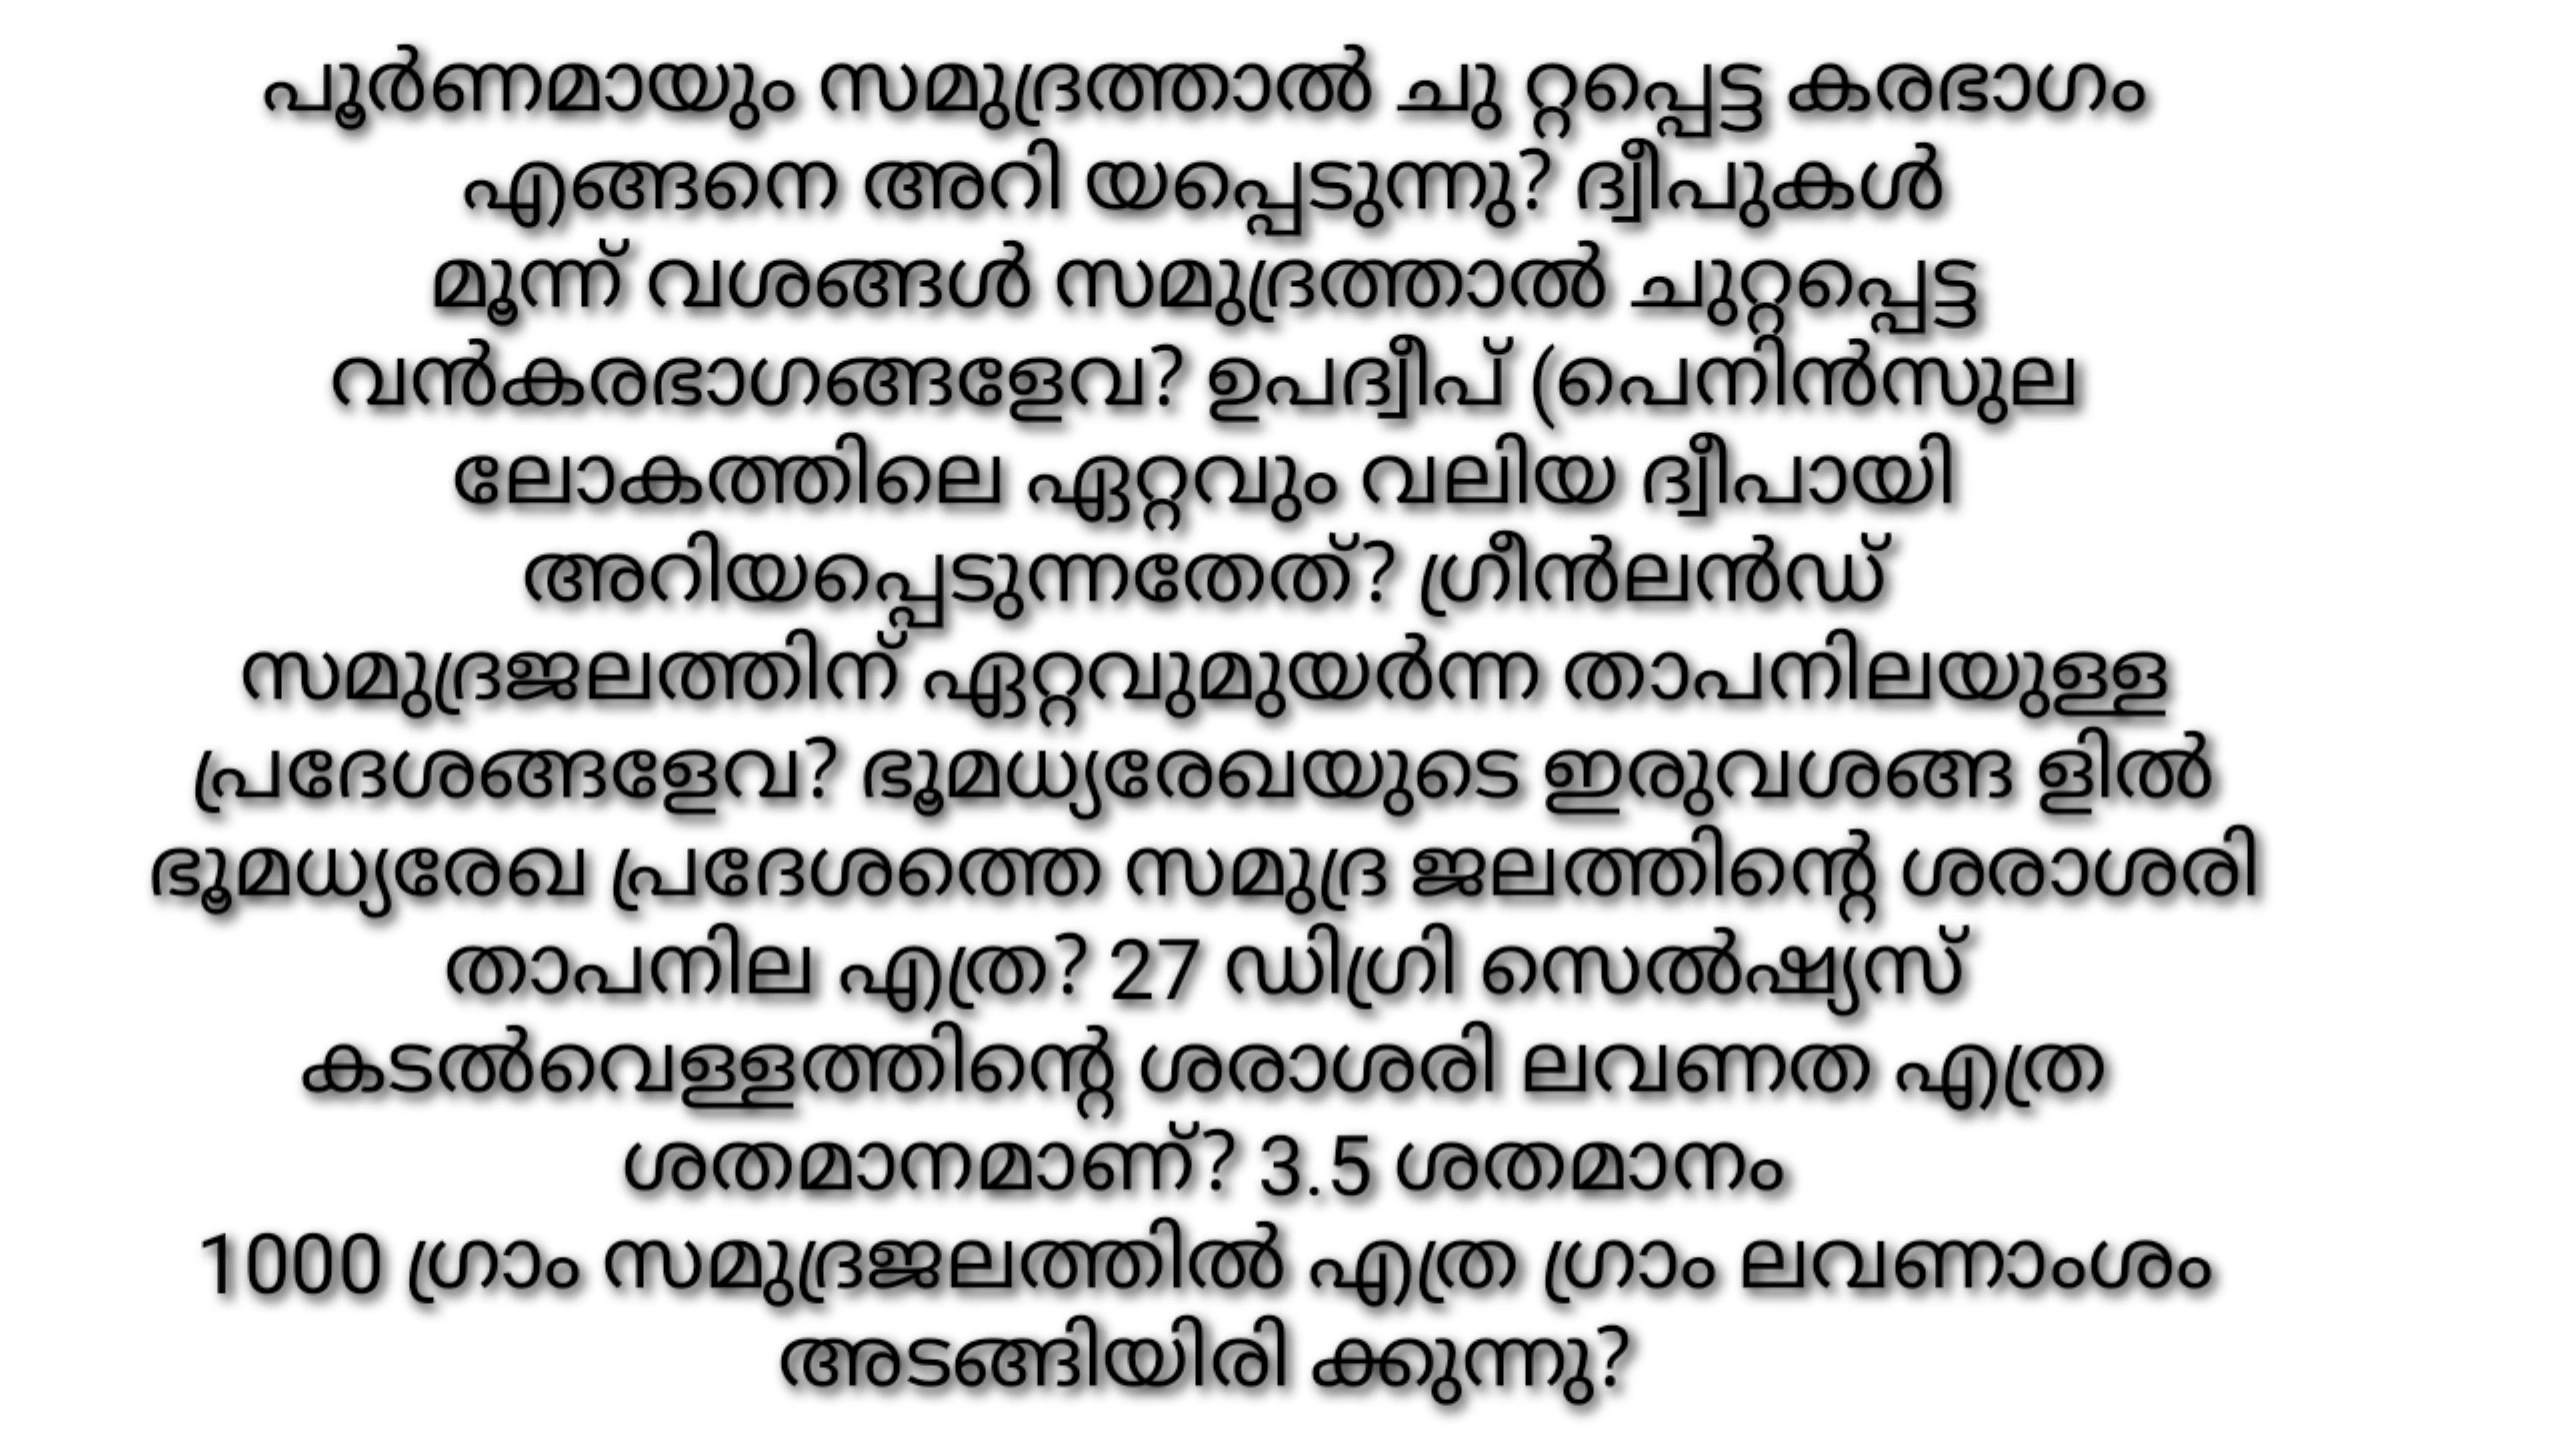 പൂർണമായും സമുദ്രത്താൽ ചു റ്റപ്പെട്ട കരഭാഗം
എങ്ങനെ അറി യപ്പെടുന്നു? ദ്വീപുകൾ
മൂന്ന് വശങ്ങൾ സമുദ്രത്താൽ ചുറ്റപ്പെട്ട
വൻകരഭാഗങ്ങളേവ? ഉപദ്വീപ് (പെനിൻസുല
ലോകത്തിലെ ഏറ്റവും വലിയ ദ്വീപായി
അറിയപ്പെടുന്നതേത്? ഗ്രീൻലൻഡ്
സമുദ്രജലത്തിന് ഏറ്റവുമുയർന്ന താപനിലയുള്ള
പ്രദേശങ്ങളേവ? ഭൂമധ്യരേഖയുടെ ഇരുവശങ്ങ ളിൽ
ഭൂമധ്യരേഖ പ്രദേശത്തെ സമുദ്ര ജലത്തിന്റെ ശരാശരി
താപനില എത്ര? 27 ഡിഗ്രി സെൽഷ്യസ്
കടൽവെള്ളത്തിന്റെ ശരാശരി ലവണത എത്ര
ശതമാനമാണ്? 3.5 ശതമാനം
1000 ഗ്രാം സമുദ്രജലത്തിൽ എത്ര ഗ്രാം ലവണാംശം
അടങ്ങിയിരി ക്കുന്നു?